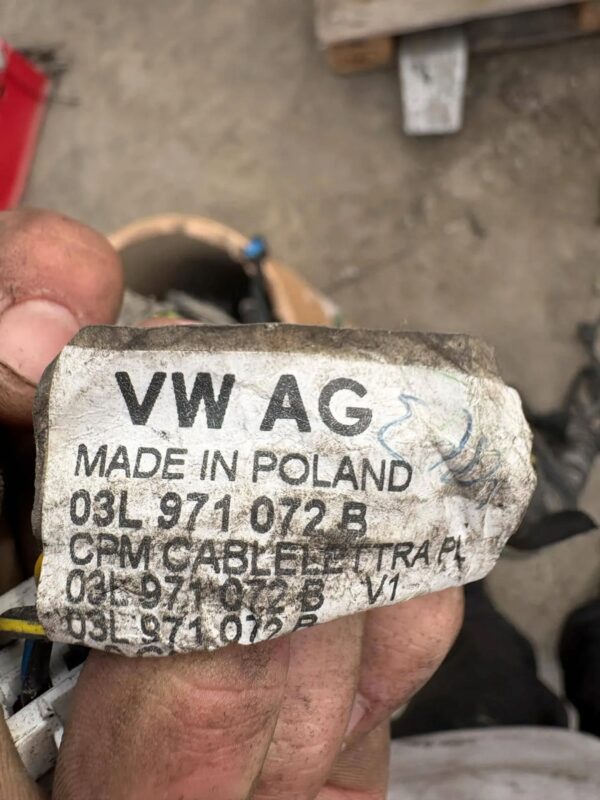 VW AG
MADE IN POLAND
03L 971 072 B
CPM CABLELETTRA PL
03L 971 072 B V1
03L 971 072 B